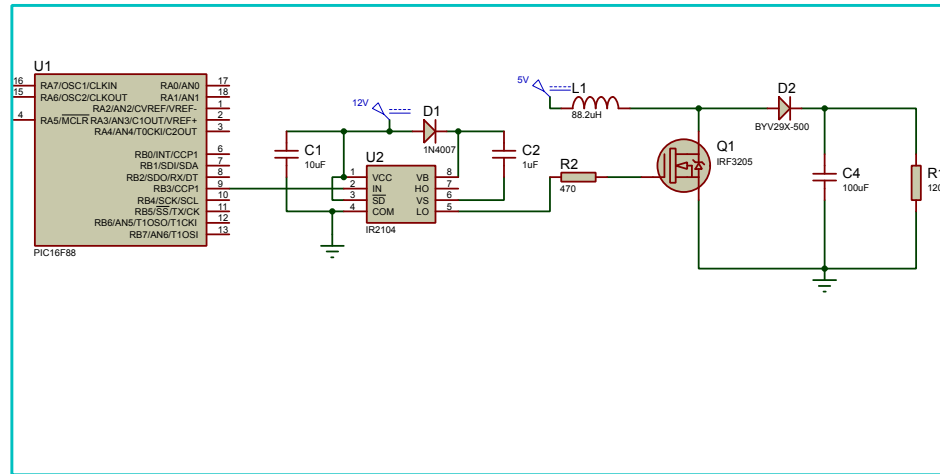 U1
16 RA7/OSC1/CLKIN RA0/AN0 17
15 RA6/OSC2/CLKOUT RA1/AN1 18
RA2/AN2/CVREF/VREF- 1
4 RA5/MCLR RA3/AN3/C1OUT/VREF+ 2
RA4/AN4/T0CKI/C2OUT 3
RB0/INT/CCP1 6
RB1/SDI/SDA 7
RB2/SDO/RX/DT 8
RB3/CCP1 9
RB4/SCK/SCL 10
RB5/SS/TX/CK 11
RB6/AN5/T1OSO/T1CKI 12
RB7/AN6/T1OSI 13
PIC16F88
12V
C1
10uF
D1
1N4007
U2
1 VCC VB 8
2 IN HO 7
3 SD VS 6
4 COM LO 5
IR2104
C2
1uF
5V
L1
88.2uH
R2
470
Q1
IRF3205
D2
BYV29X-500
C4
100uF